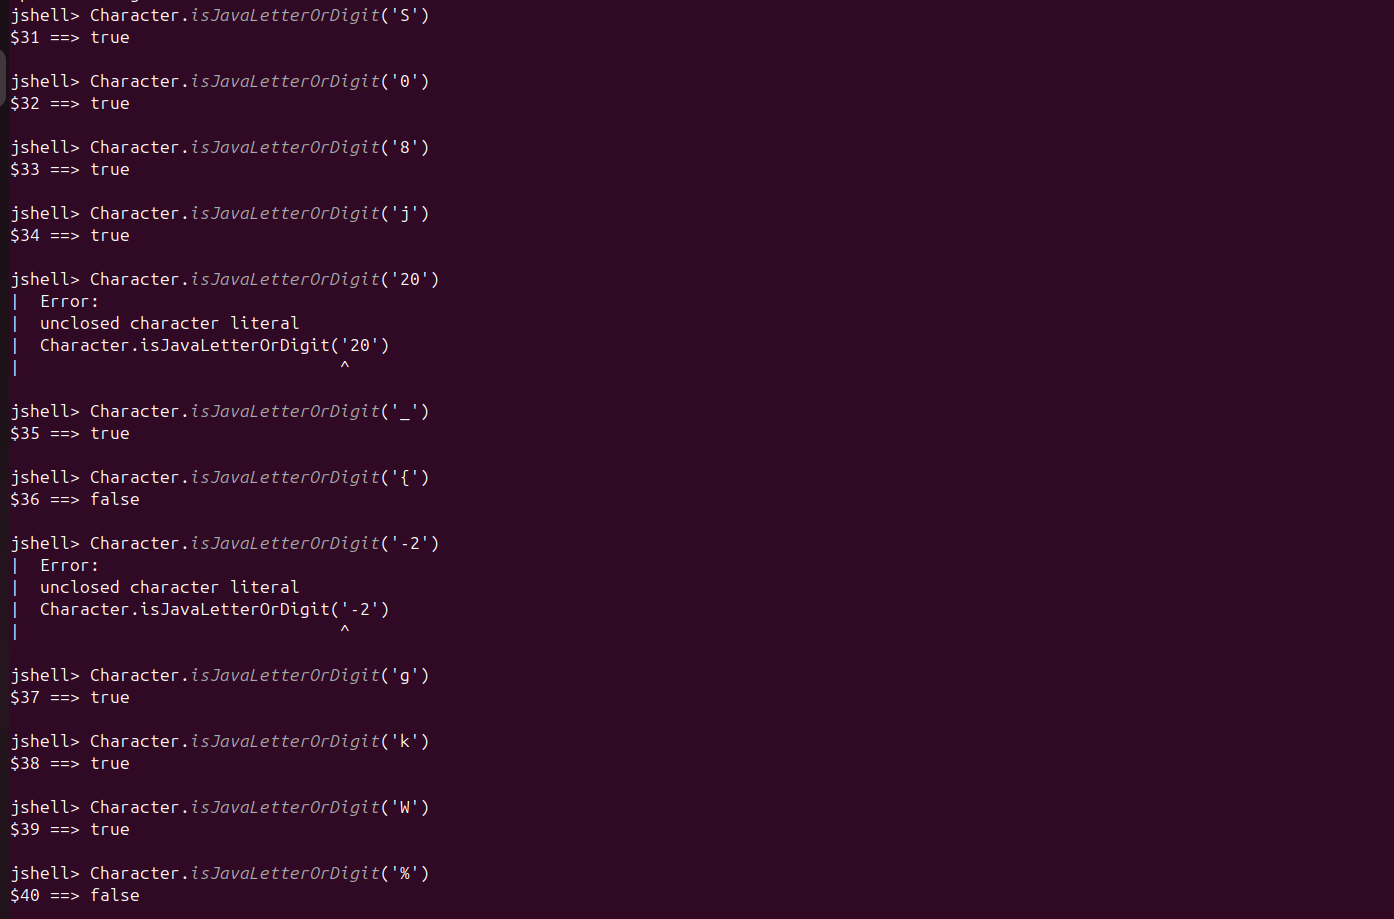 jshell> Character.isJavaLetterOrDigit('S')
$31 ==> true
jshell> Character.isJavaLetterOrDigit('0')
$32 ==> true
jshell> Character.isJavaLetterOrDigit('8')
$33 ==> true
jshell> Character.isJavaLetterOrDigit('j')
$34 ==> true
jshell> Character.isJavaLetterOrDigit('20')
|  Error:
|  unclosed character literal
|  Character.isJavaLetterOrDigit('20')
|                                ^
jshell> Character.isJavaLetterOrDigit('_')
$35 ==> true
jshell> Character.isJavaLetterOrDigit('{')
$36 ==> false
jshell> Character.isJavaLetterOrDigit('-2')
|  Error:
|  unclosed character literal
|  Character.isJavaLetterOrDigit('-2')
|                                ^
jshell> Character.isJavaLetterOrDigit('g')
$37 ==> true
jshell> Character.isJavaLetterOrDigit('k')
$38 ==> true
jshell> Character.isJavaLetterOrDigit('W')
$39 ==> true
jshell> Character.isJavaLetterOrDigit('%')
$40 ==> false